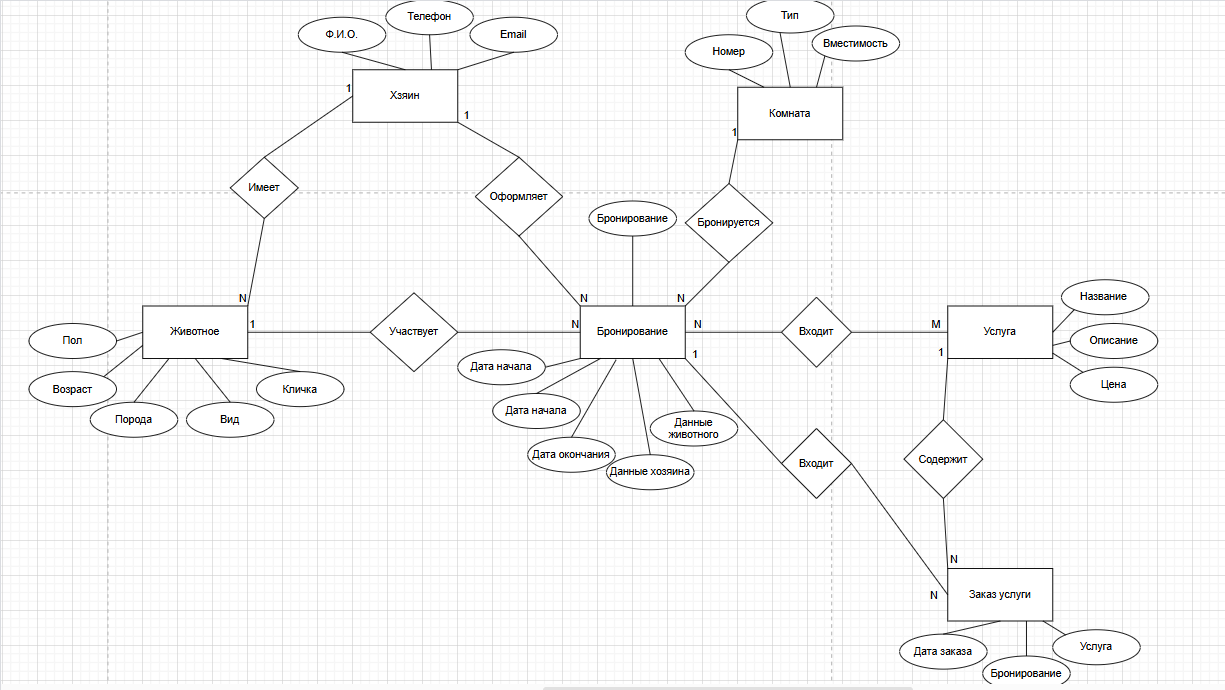 Тип
Телефон
Ф.И.О.
Email
Вместимость
Номер
1
Хзяин
1
Комната
1
Имеет
Оформляет
Бронирование
Бронируется
N
N
N
Название
1
Животное
Участвует
N
Бронирование
N
Входит
M
Услуга
Пол
1
1
Описание
Дата начала
Возраст
Кличка
Цена
Дата начала
Порода
Вид
Данные
животного
Дата окончания
Данные хозяина
Входит
Содержит
N
N
Заказ услуги
Дата заказа
Услуга
Бронирование